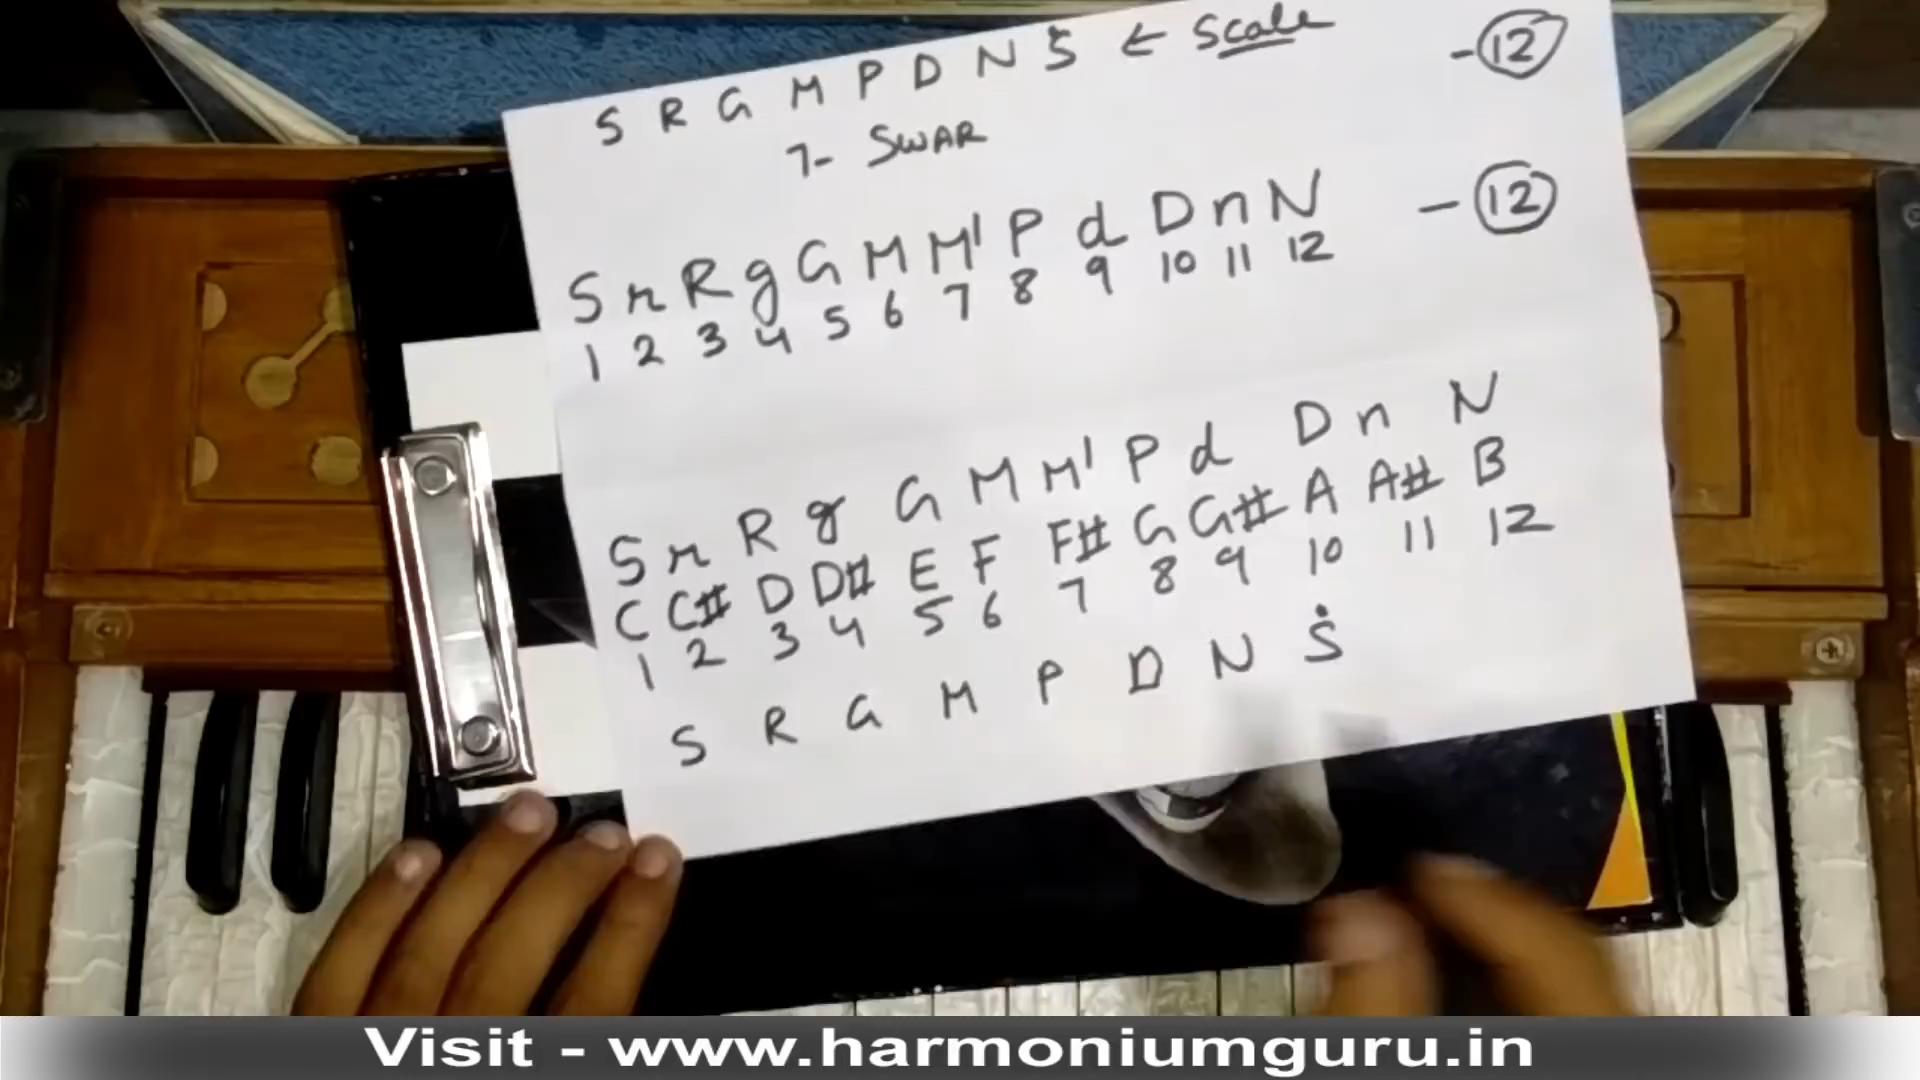 S R G M P D N Ṡ ← Scale -12
7- SWAR
S r R g G M M' P d D n N -12
1 2 3 4 5 6 7 8 9 10 11 12
S r R g G M M' P d D n N
C C# D D# E F F# G G# A A# B
1 2 3 4 5 6 7 8 9 10 11 12
S R G M P D N Ṡ
Visit - www.harmoniumguru.in